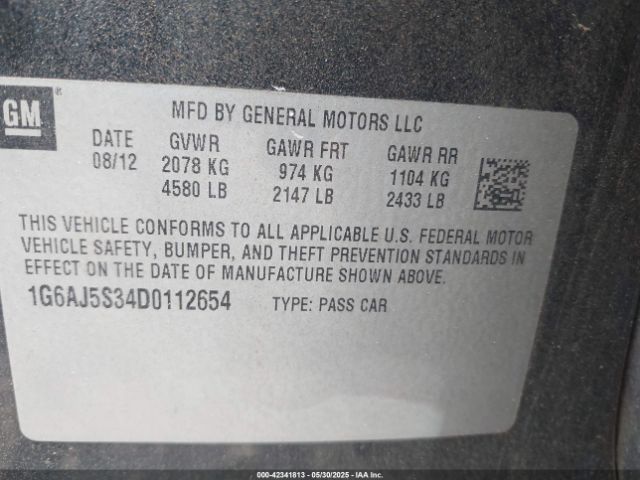 GM®
MFD BY GENERAL MOTORS LLC
DATE GVWR GAWR FRT GAWR RR
08/12 2078 KG 974 KG 1104 KG
4580 LB 2147 LB 2433 LB
THIS VEHICLE CONFORMS TO ALL APPLICABLE U.S. FEDERAL MOTOR
VEHICLE SAFETY, BUMPER, AND THEFT PREVENTION STANDARDS IN
EFFECT ON THE DATE OF MANUFACTURE SHOWN ABOVE.
1G6AJ5S34D0112654 TYPE: PASS CAR
000-42341813 - 05/30/2025 - IAA Inc.